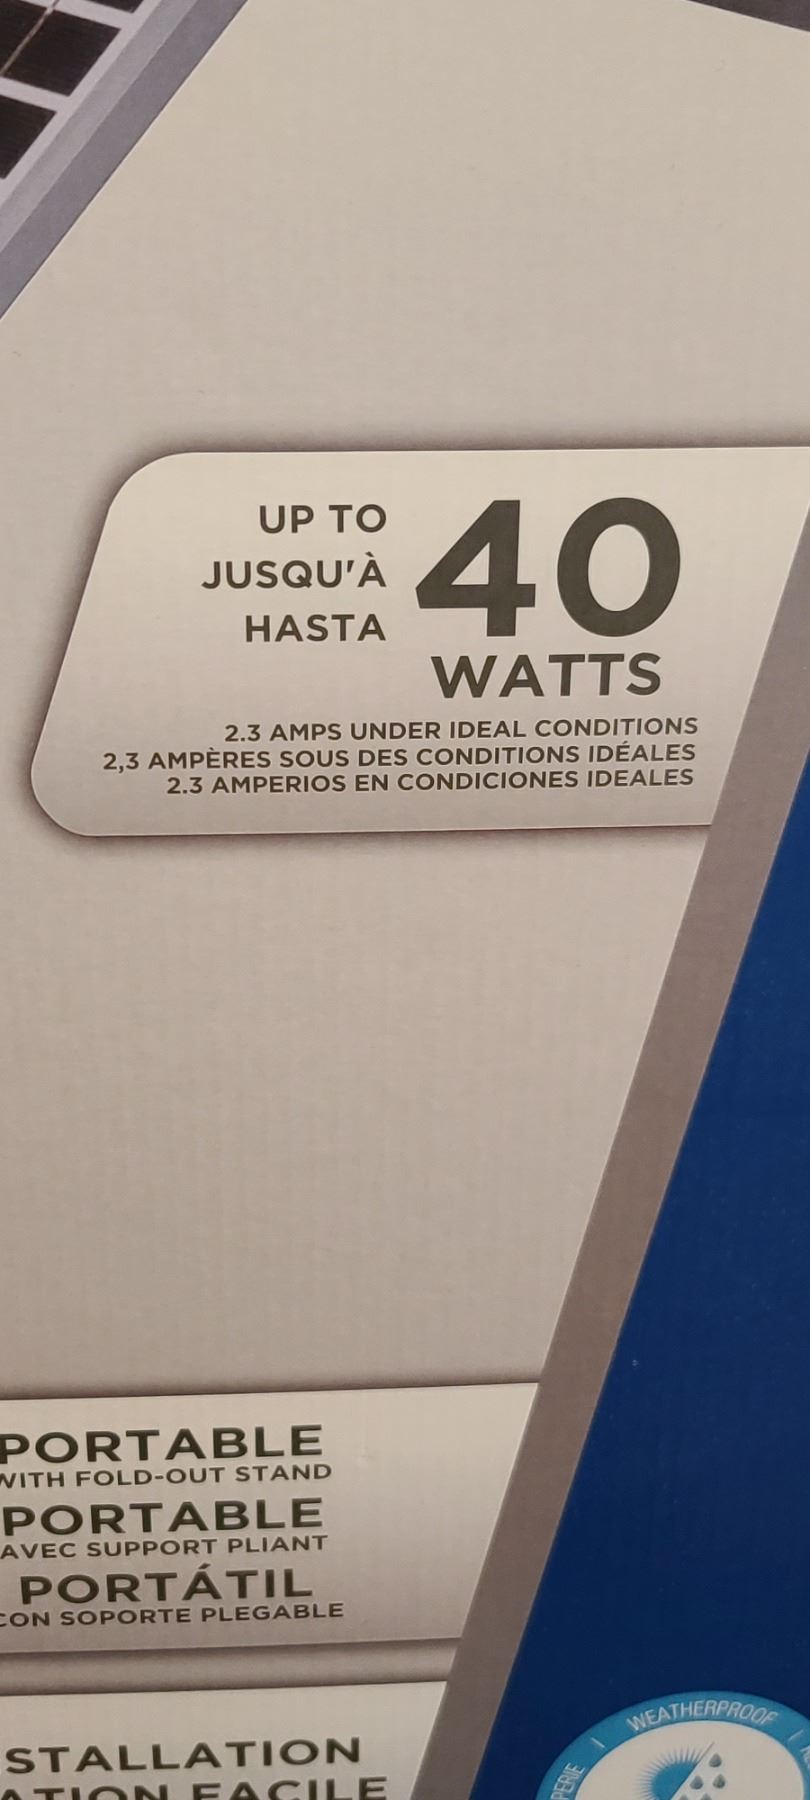 UP TO
JUSQU'À
HASTA
40
WATTS
2.3 AMPS UNDER IDEAL CONDITIONS
2,3 AMPÈRES SOUS DES CONDITIONS IDÉALES
2.3 AMPERIOS EN CONDICIONES IDEALES
PORTABLE
WITH FOLD-OUT STAND
PORTABLE
AVEC SUPPORT PLIANT
PORTÁTIL
CON SOPORTE PLEGABLE
STALLATION
ATION FACILE
WEATHERPROOF